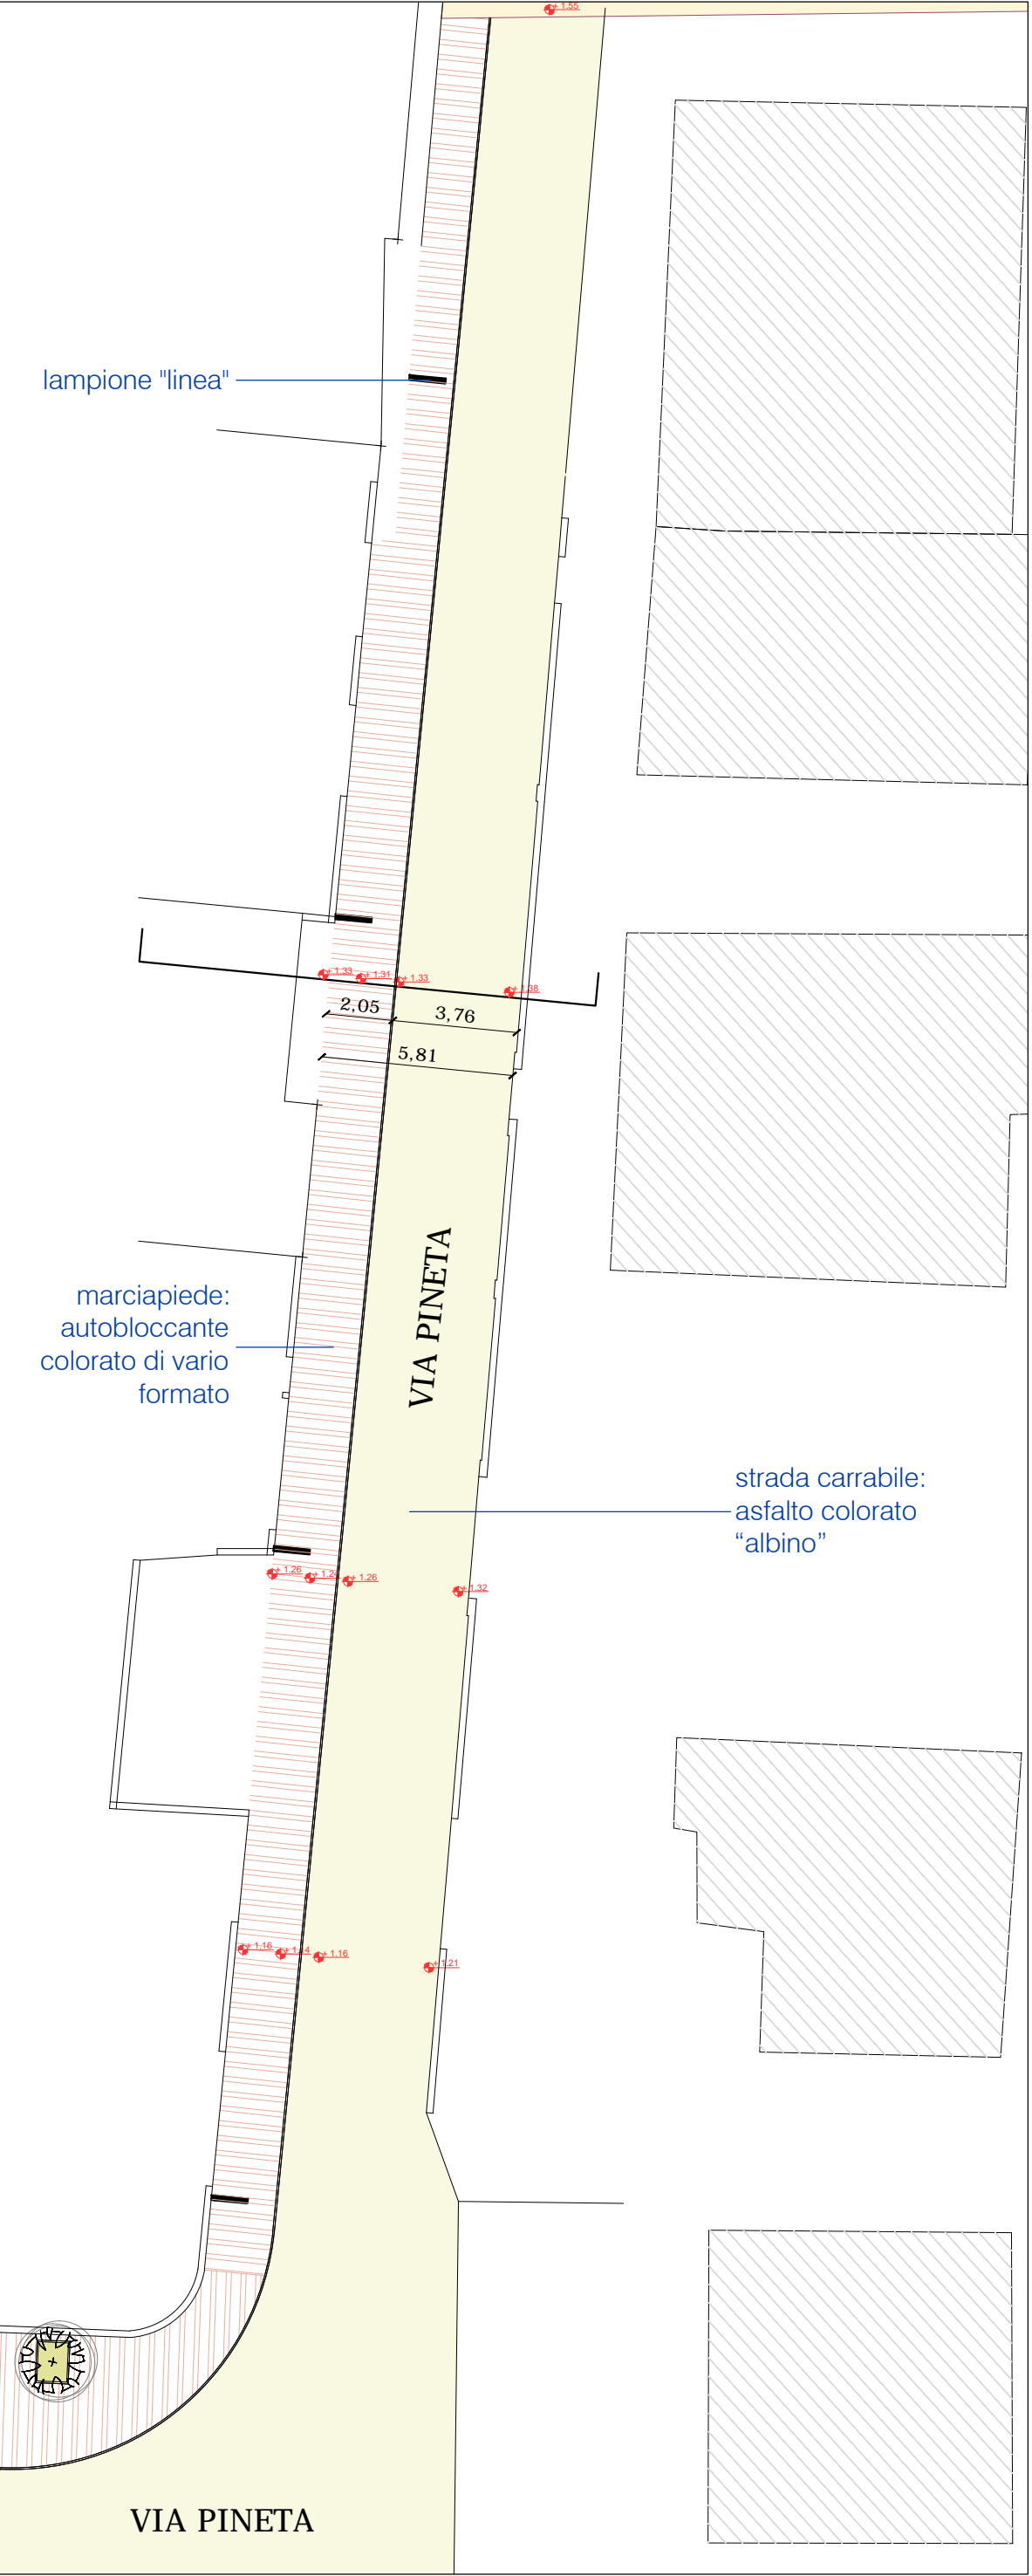 + 1.55
lampione "linea"
+ 1.33
+ 1.31
+ 1.33
+ 1.38
2,05
3,76
5,81
VIA PINETA
marciapiede:
autobloccante
colorato di vario
formato
strada carrabile:
asfalto colorato
“albino”
+ 1.26
+ 1.26
+ 1.32
+ 1.16
+ 1.16
+ 1.21
VIA PINETA